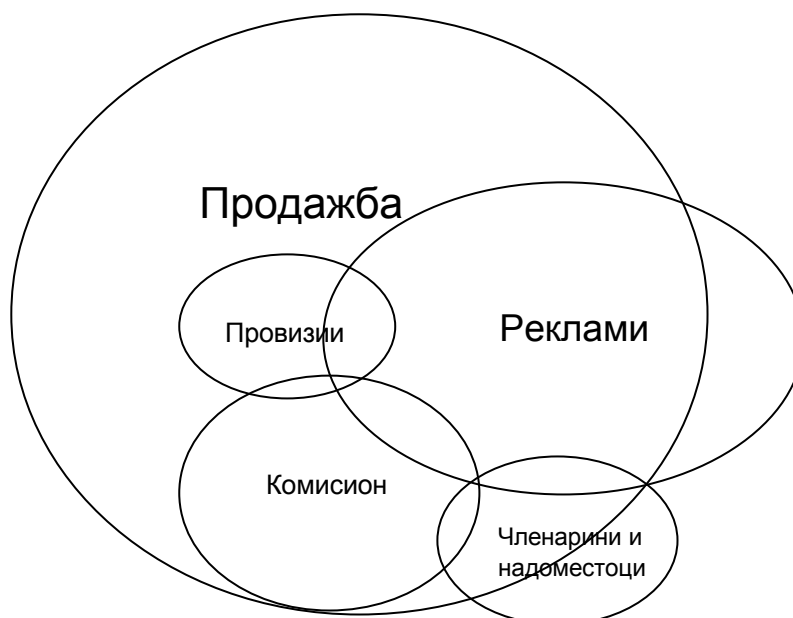 Продажба
Провизии
Реклами
Комисион
Членарини и
надоместоци